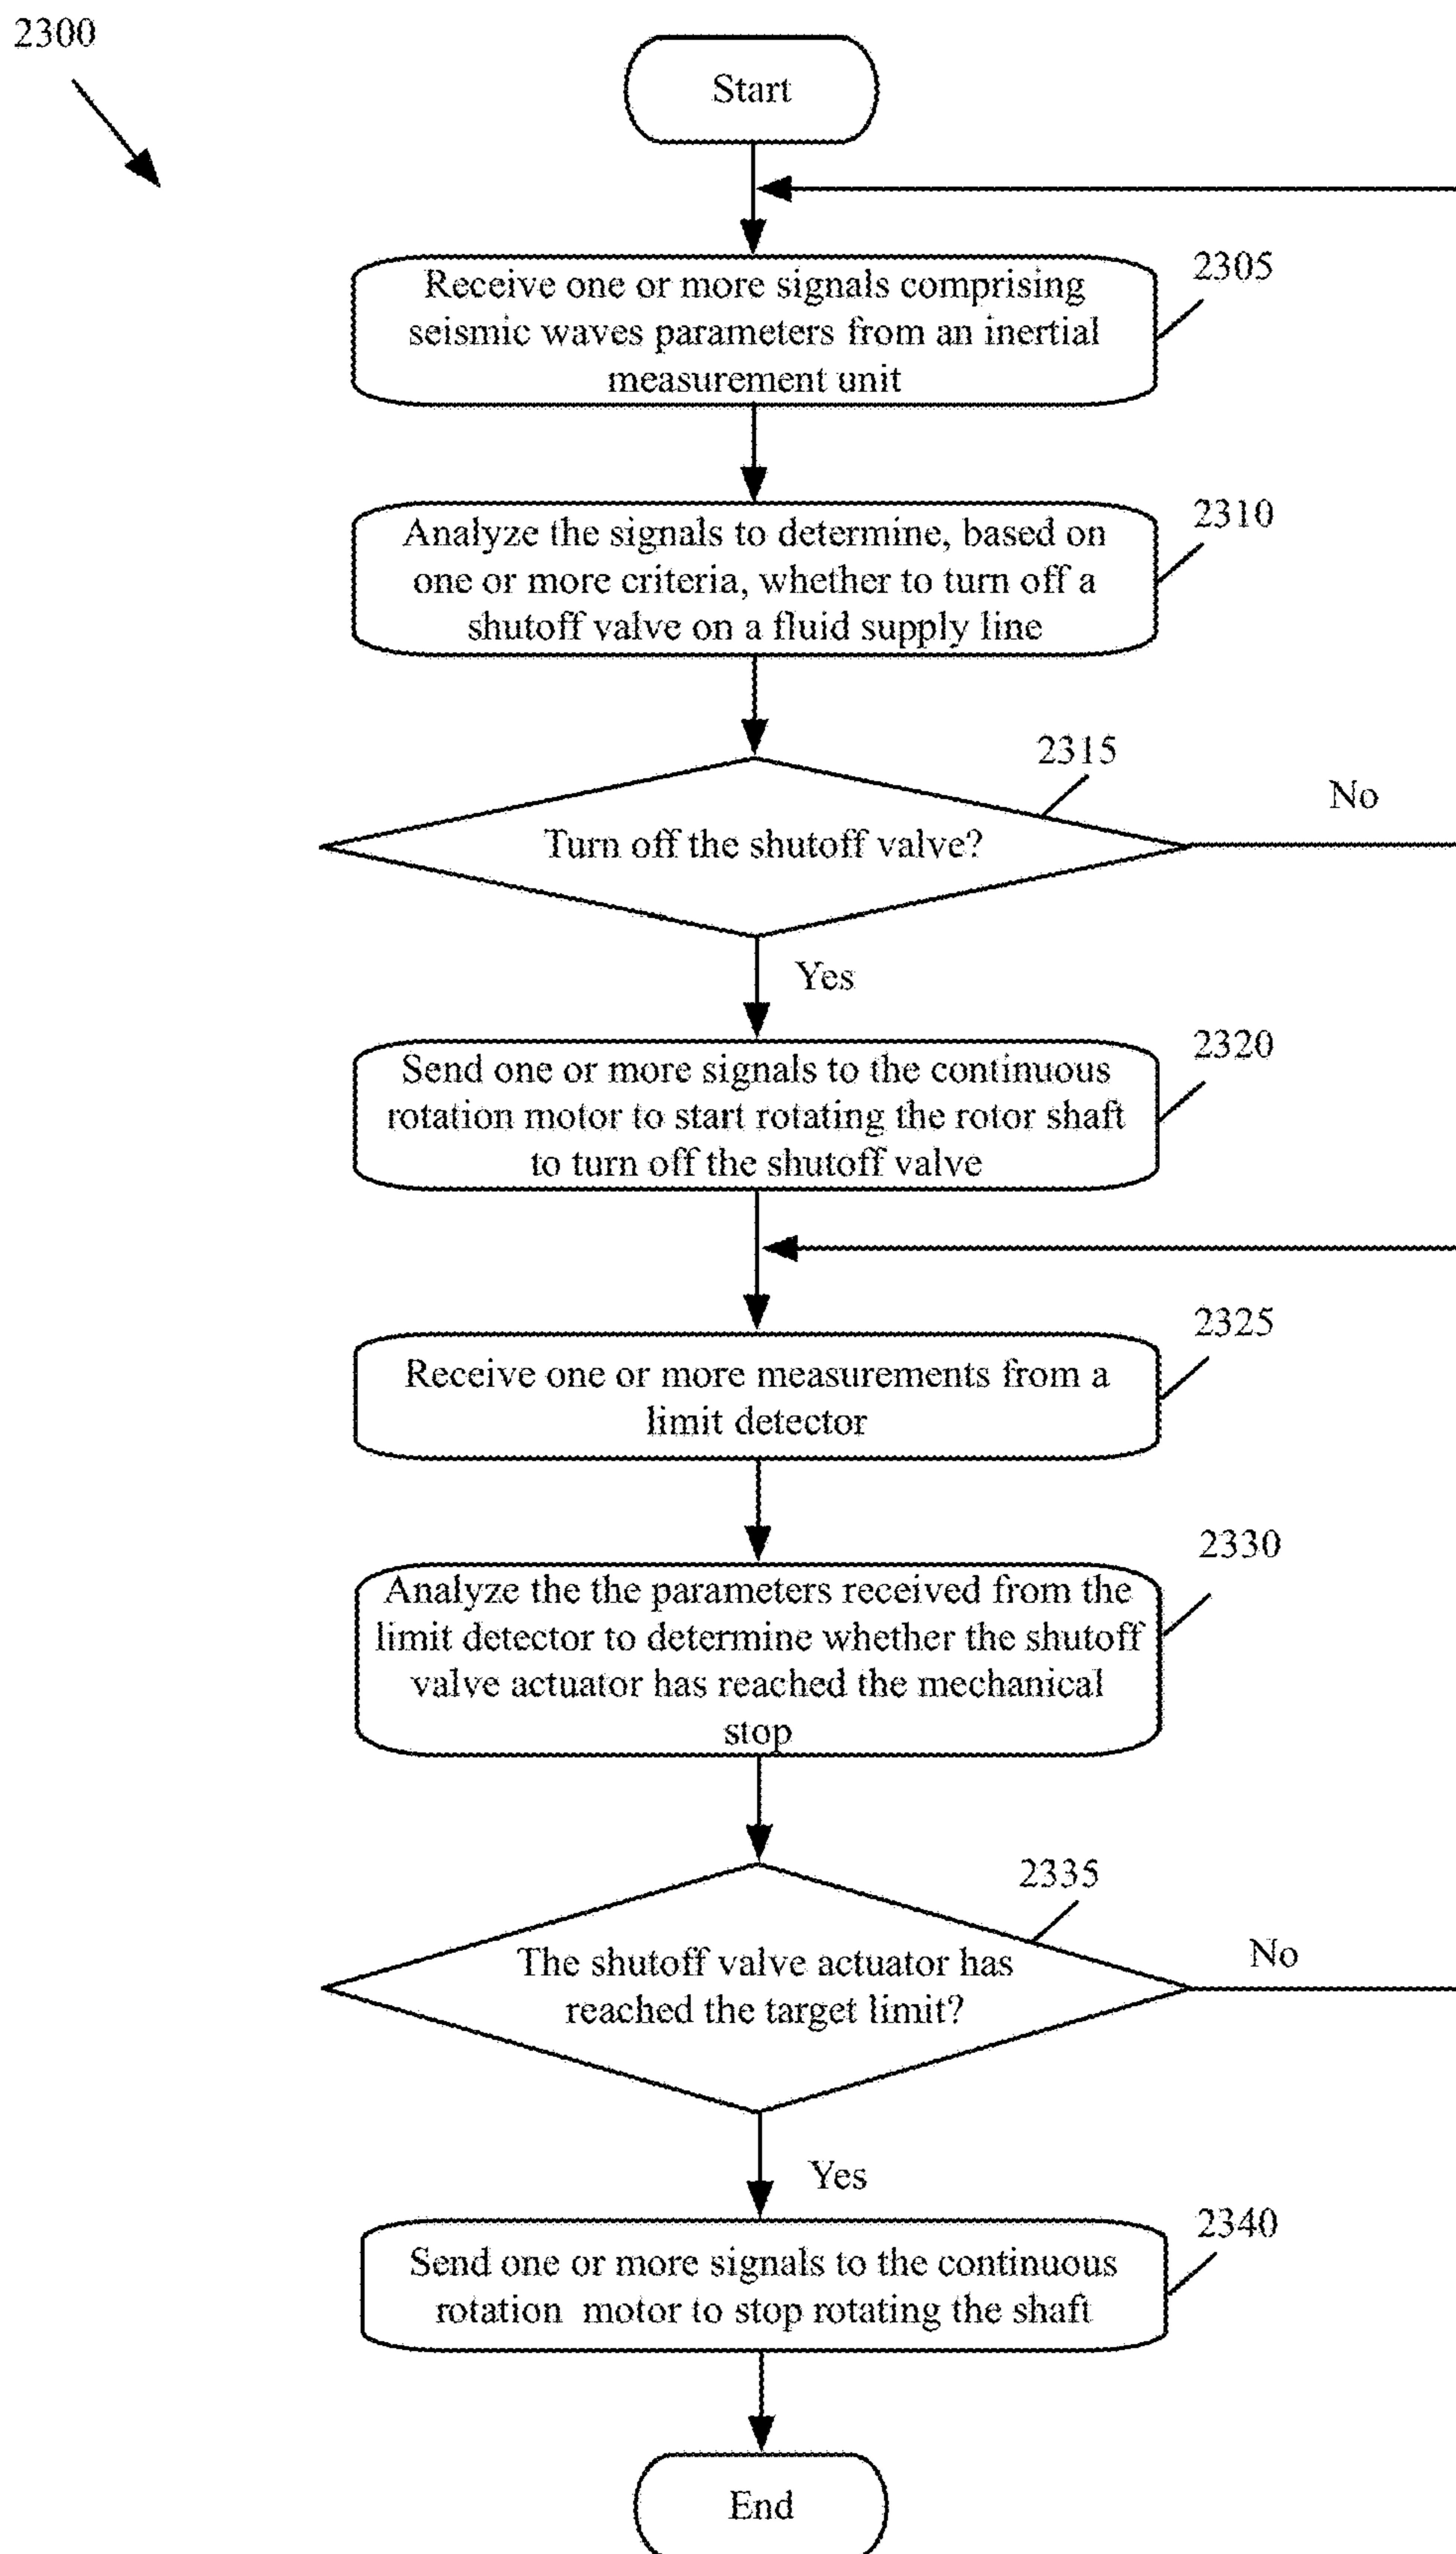 2300
Start
2305
Receive one or more signals comprising
seismic waves parameters from an inertial
measurement unit
2310
Analyze the signals to determine, based on
one or more criteria, whether to turn off a
shutoff valve on a fluid supply line
2315
No
Turn off the shutoff valve?
Yes
2320
Send one or more signals to the continuous
rotation motor to start rotating the rotor shaft
to turn off the shutoff valve
2325
Receive one or more measurements from a
limit detector
2330
Analyze the the parameters received from the
limit detector to determine whether the shutoff
valve actuator has reached the mechanical
stop
2335
No
The shutoff valve actuator has
reached the target limit?
Yes
2340
Send one or more signals to the continuous
rotation motor to stop rotating the shaft
End